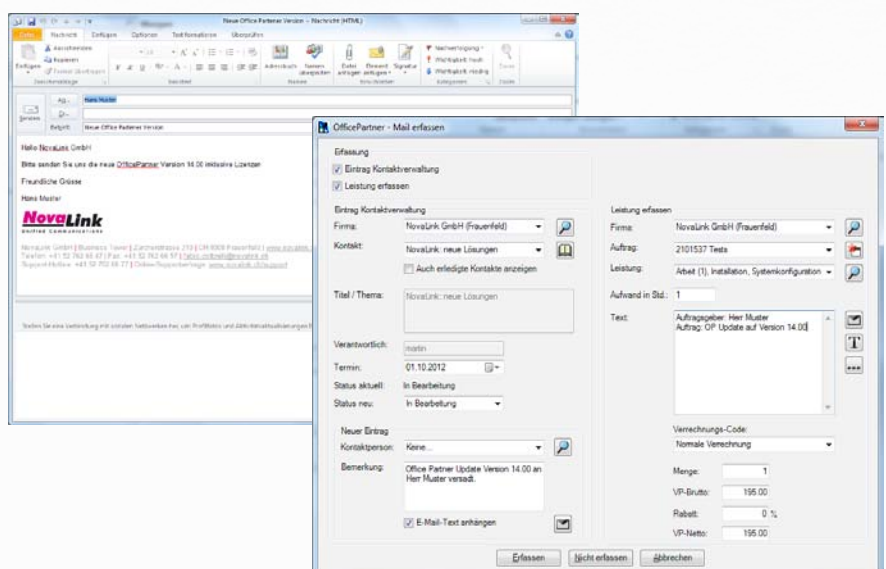 Neue Office Partener Version - Nachricht (HTML)
Datei Nachricht Einfügen Optionen Text formatieren Überprüfen
Ausschneiden
Kopieren
Einfügen
Adressbuch Namen überprüfen
Datei anfügen Element anfügen Signatur
Nachverfolgung
Wichtigkeit: hoch
Wichtigkeit: niedrig
Zoom
Senden
An... Hans Muster
Betreff: Neue Office Partener Version
Hallo NovaLink GmbH
Bitte senden Sie uns die neue OfficePartner Version 14.00 inklusive Lizenzen
Freundliche Grüsse
Hans Muster
NovaLink
Unified Communications
OfficePartner - Mail erfassen
Erfassung
Eintrag Kontaktverwaltung
Leistung erfassen
Eintrag Kontaktverwaltung
Firma: NovaLink GmbH (Frauenfeld)
Kontakt: NovaLink: neue Lösungen
Auch erledigte Kontakte anzeigen
Titel / Thema: NovaLink: neue Lösungen
Verantwortlich: martin
Termin: 01.10.2012
Status aktuell: In Bearbeitung
Status neu: In Bearbeitung
Neuer Eintrag
Kontaktperson: Keine...
Bemerkung: Office Partner Update Version 14.00 an
Herr Muster versadt.
E-Mail-Text anhängen
Leistung erfassen
Firma: NovaLink GmbH (Frauenfeld)
Auftrag: 2101537 Tests
Leistung: Arbeit (1), Installation, Systemkonfiguration
Aufwand in Std.: 1
Text: Auftragsgeber: Herr Muster
Auftrag: OP Update auf Version 14.00
T
Verrechnungs-Code:
Normale Verrechnung
Menge: 1
VP-Brutto: 195.00
Rabatt: 0 %
VP-Netto: 195.00
Erfassen Nicht erfassen Abbrechen